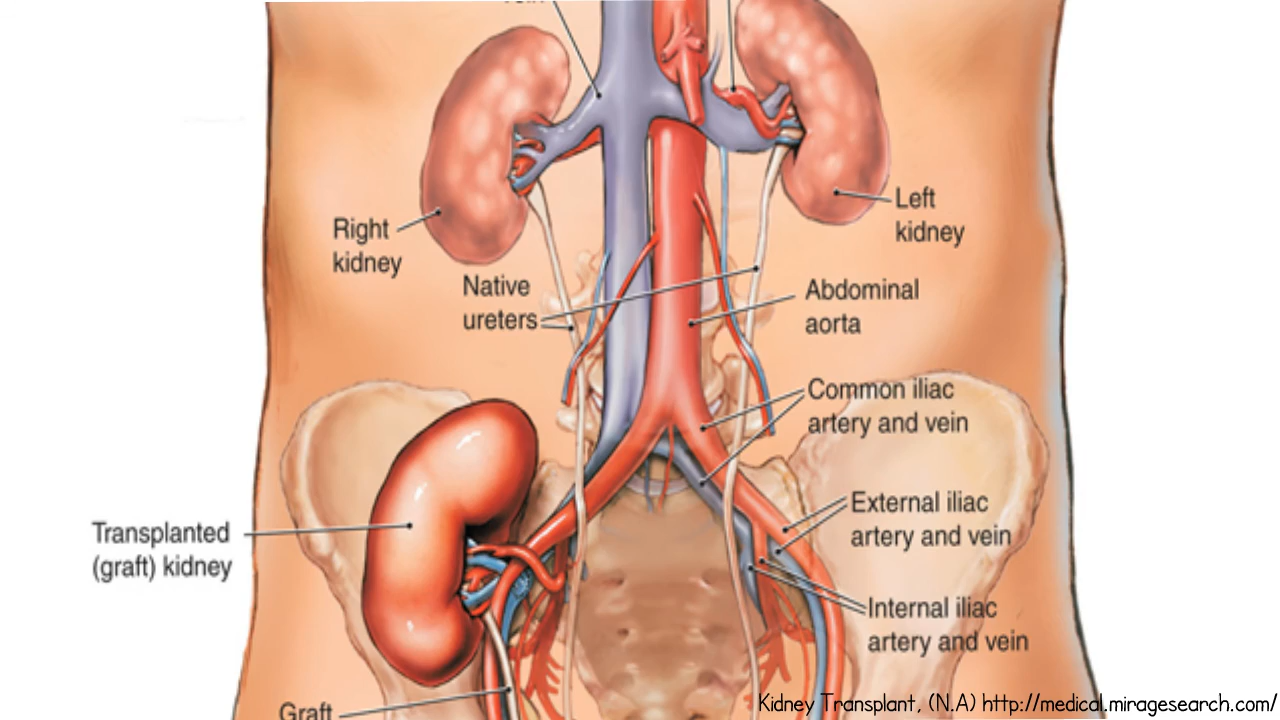 Right
kidney
Left
kidney
Native
ureters
Abdominal
aorta
Common iliac
artery and vein
External iliac
artery and vein
Transplanted
(graft) kidney
Internal iliac
artery and vein
Graft
Kidney Transplant, (N.A) http://medical.miragesearch.com/